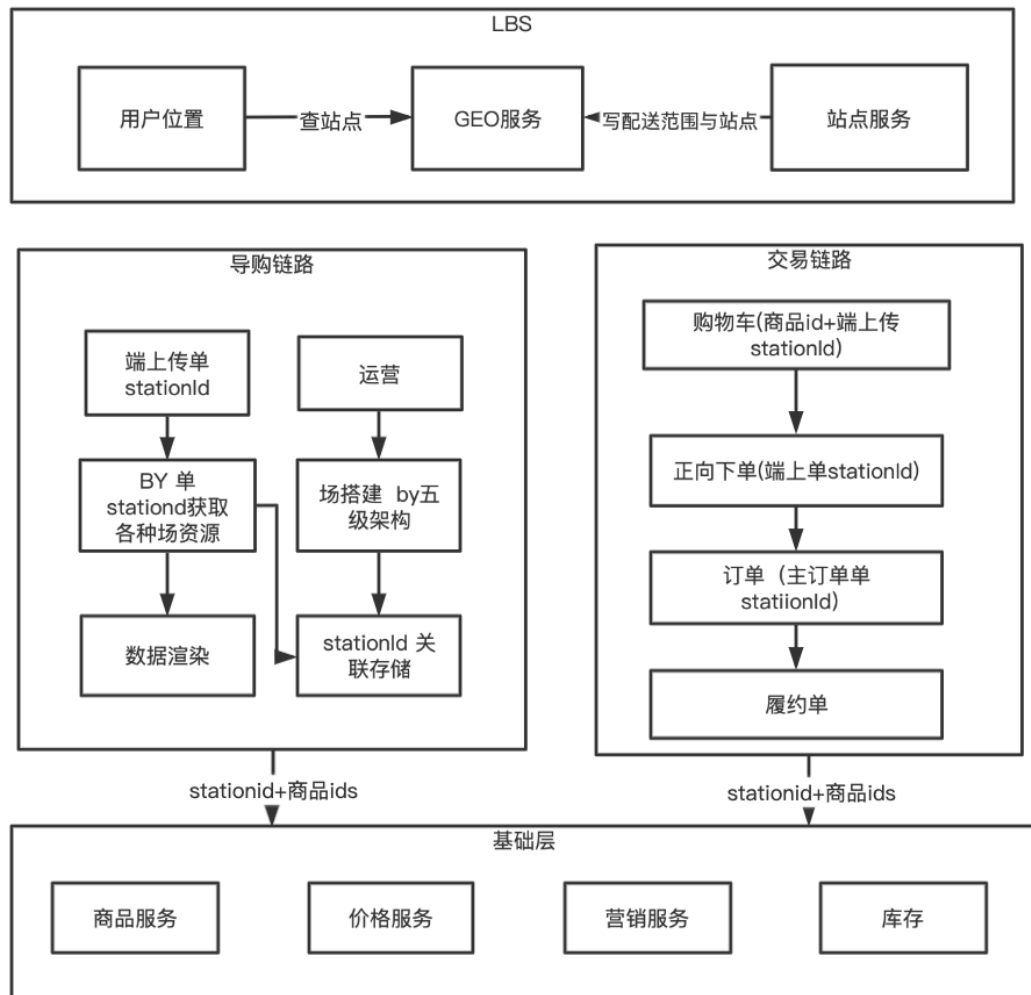 LBS
用户位置
查站点
GEO服务
写配送范围与站点
站点服务
导购链路
端上传单
stationId
运营
BY 单
stationd获取
各种场资源
场搭建 by五
级架构
数据渲染
stationId 关
联存储
交易链路
购物车(商品id+端上传
stationId)
正向下单(端上单stationId)
订单（主订单单
statiionId）
履约单
stationid+商品ids
stationid+商品ids
基础层
商品服务
价格服务
营销服务
库存